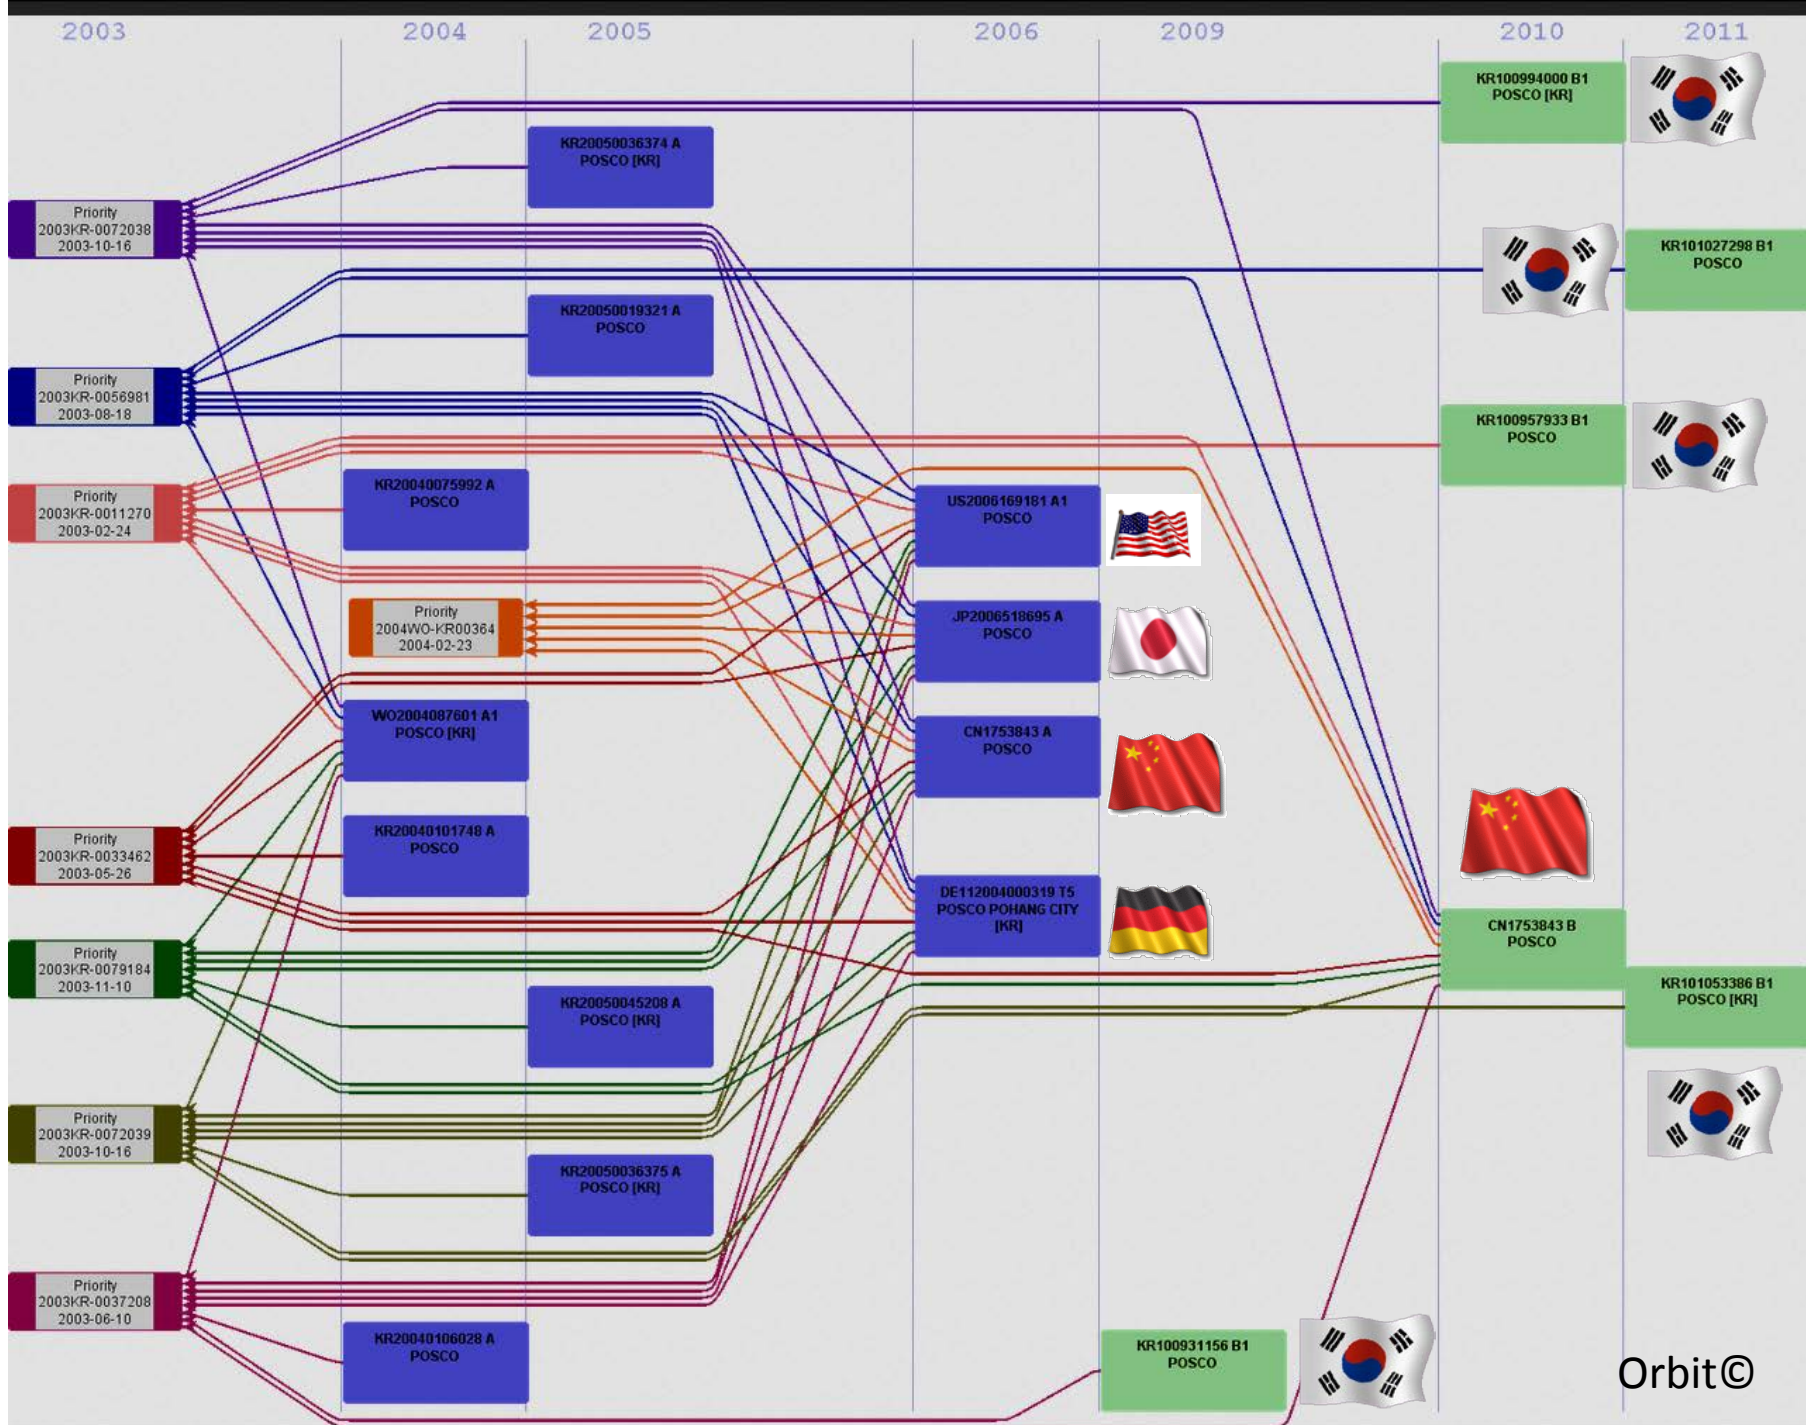 2003
2004
2005
2006
2009
2010
2011
KR100994000 B1
POSCO [KR]
KR20050036374 A
POSCO [KR]
Priority
2003KR-0072038
2003-10-16
KR101027298 B1
POSCO
KR20050019321 A
POSCO
Priority
2003KR-0056981
2003-08-18
KR100957933 B1
POSCO
Priority
2003KR-0011270
2003-02-24
KR20040075992 A
POSCO
US2006169181 A1
POSCO
Priority
2004WO-KR00364
2004-02-23
JP2006518695 A
POSCO
WO2004087601 A1
POSCO [KR]
CN1753843 A
POSCO
Priority
2003KR-0033462
2003-05-26
KR20040101748 A
POSCO
DE112004000319 T5
POSCO POHANG CITY
[KR]
CN1753843 B
POSCO
Priority
2003KR-0079184
2003-11-10
KR20050045208 A
POSCO [KR]
KR101053386 B1
POSCO [KR]
Priority
2003KR-0072039
2003-10-16
KR20050036375 A
POSCO [KR]
Priority
2003KR-0037208
2003-06-10
KR20040106028 A
POSCO
KR100931156 B1
POSCO
Orbit©